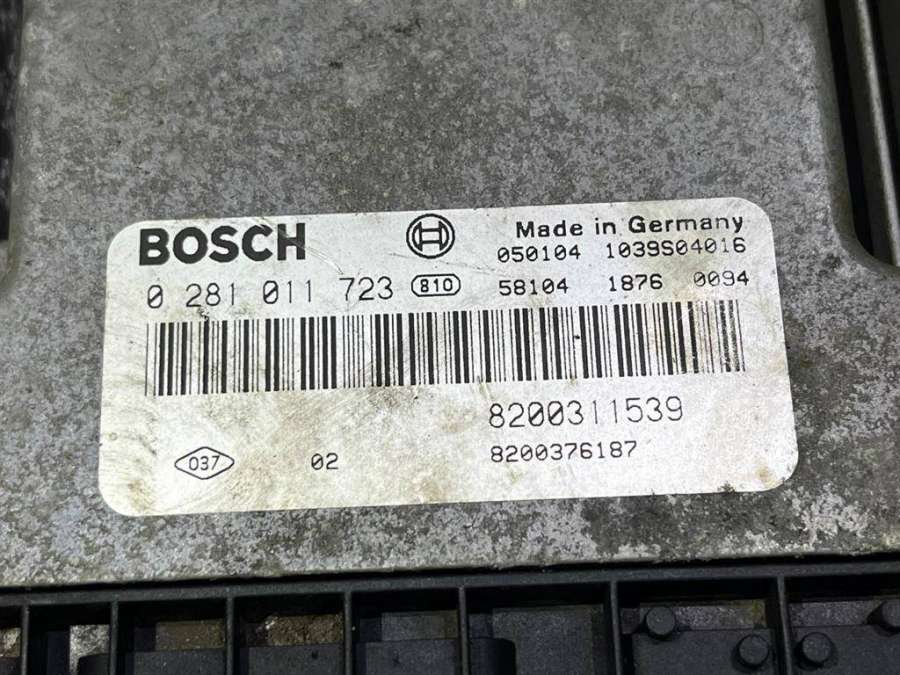 BOSCH
Made in Germany
050104 1039S04016
0 281 011 723 810
58104 1876 0094
8200311539
037 02 8200376187